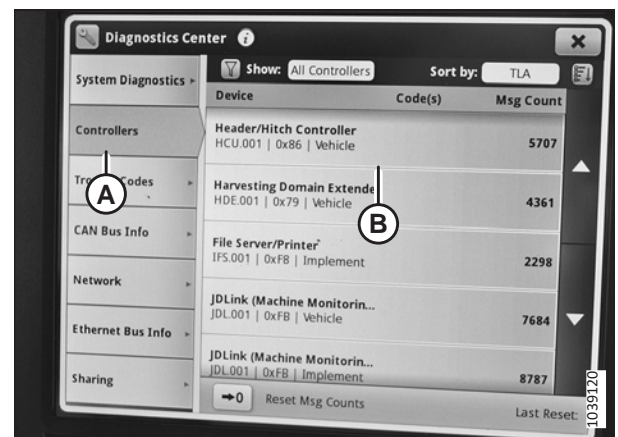 Diagnostics Center i
System Diagnostics
Show: All Controllers Sort by: TLA
Device Code(s) Msg Count
Controllers
Header/Hitch Controller
HCU.001 | 0x86 | Vehicle 5707
A
Codes
Harvesting Domain Extende
HDE.001 | 0x79 | Vehicle 4361
B
CAN Bus Info
File Server/Printer
IFS.001 | 0xF8 | Implement 2298
Network
JDLink (Machine Monitorin...
JDL.001 | 0xFB | Vehicle 7684
Ethernet Bus Info
JDLink (Machine Monitorin...
JDL.001 | 0xFB | Implement 8787
Sharing
→0 Reset Msg Counts Last Reset:
1039120